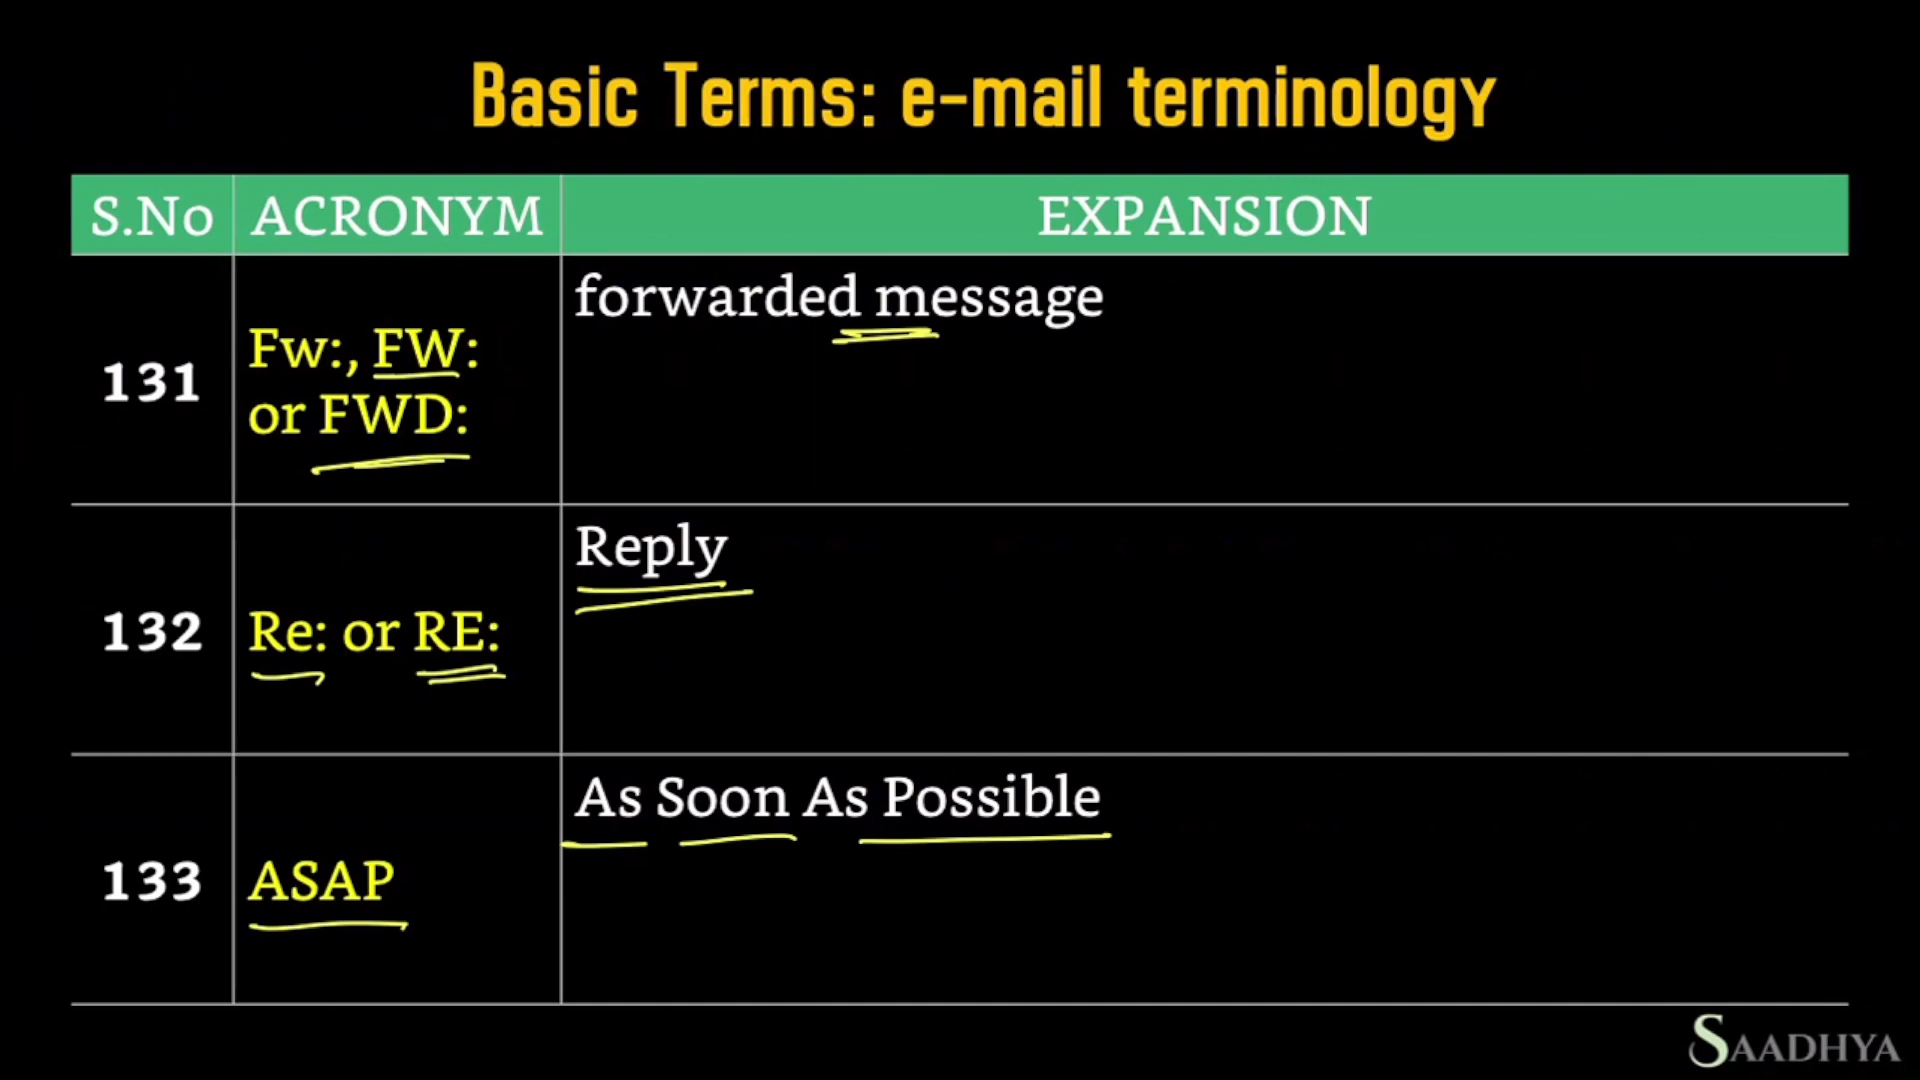 Basic Terms: e-mail terminology
S.No ACRONYM EXPANSION
131 Fw:, FW: or FWD: forwarded message
132 Re: or RE: Reply
133 ASAP As Soon As Possible
SAADHYA